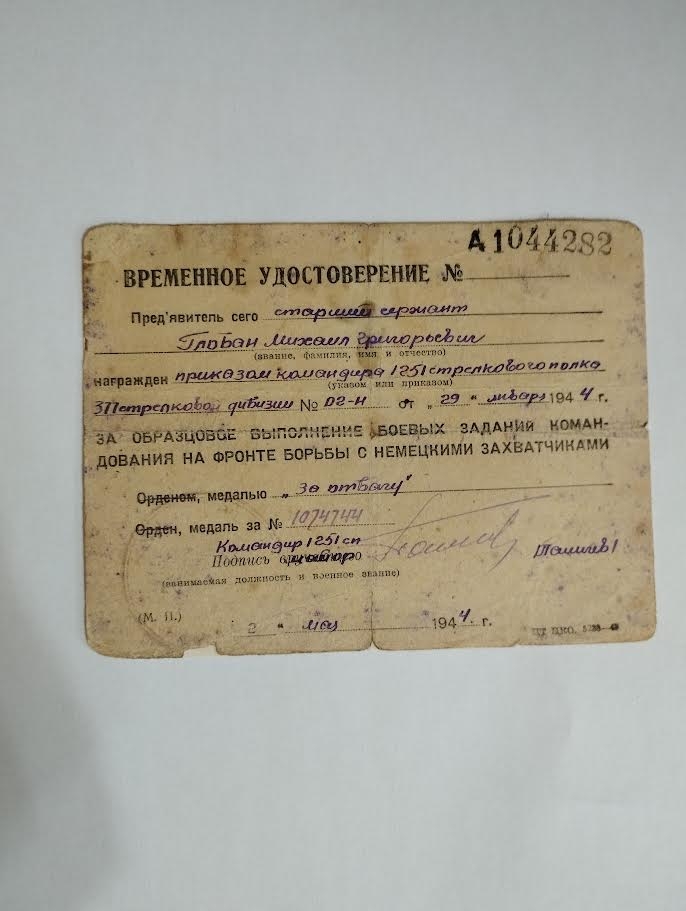 А 1044282
ВРЕМЕННОЕ УДОСТОВЕРЕНИЕ №
Пред'явитель сего старший сержант
Глобан Михаил Григорьевич
(звание, фамилия, имя и отчество)
награжден приказом командира 1251 стрелкового полка
(указом или приказом)
стрелковой дивизии № 02-Н от „29" январь 1944 г.
ЗА ОБРАЗЦОВОЕ ВЫПОЛНЕНИЕ БОЕВЫХ ЗАДАНИЙ КОМАН-
ДОВАНИЯ НА ФРОНТЕ БОРЬБЫ С НЕМЕЦКИМИ ЗАХВАТЧИКАМИ
Орденом, медалью „За отвагу"
Орден, медаль за № 1074744
Командир 1251 сп
Подпись майор
(занимаемая должность и военное звание)
(М. П.)
2 " мая 1944 г.